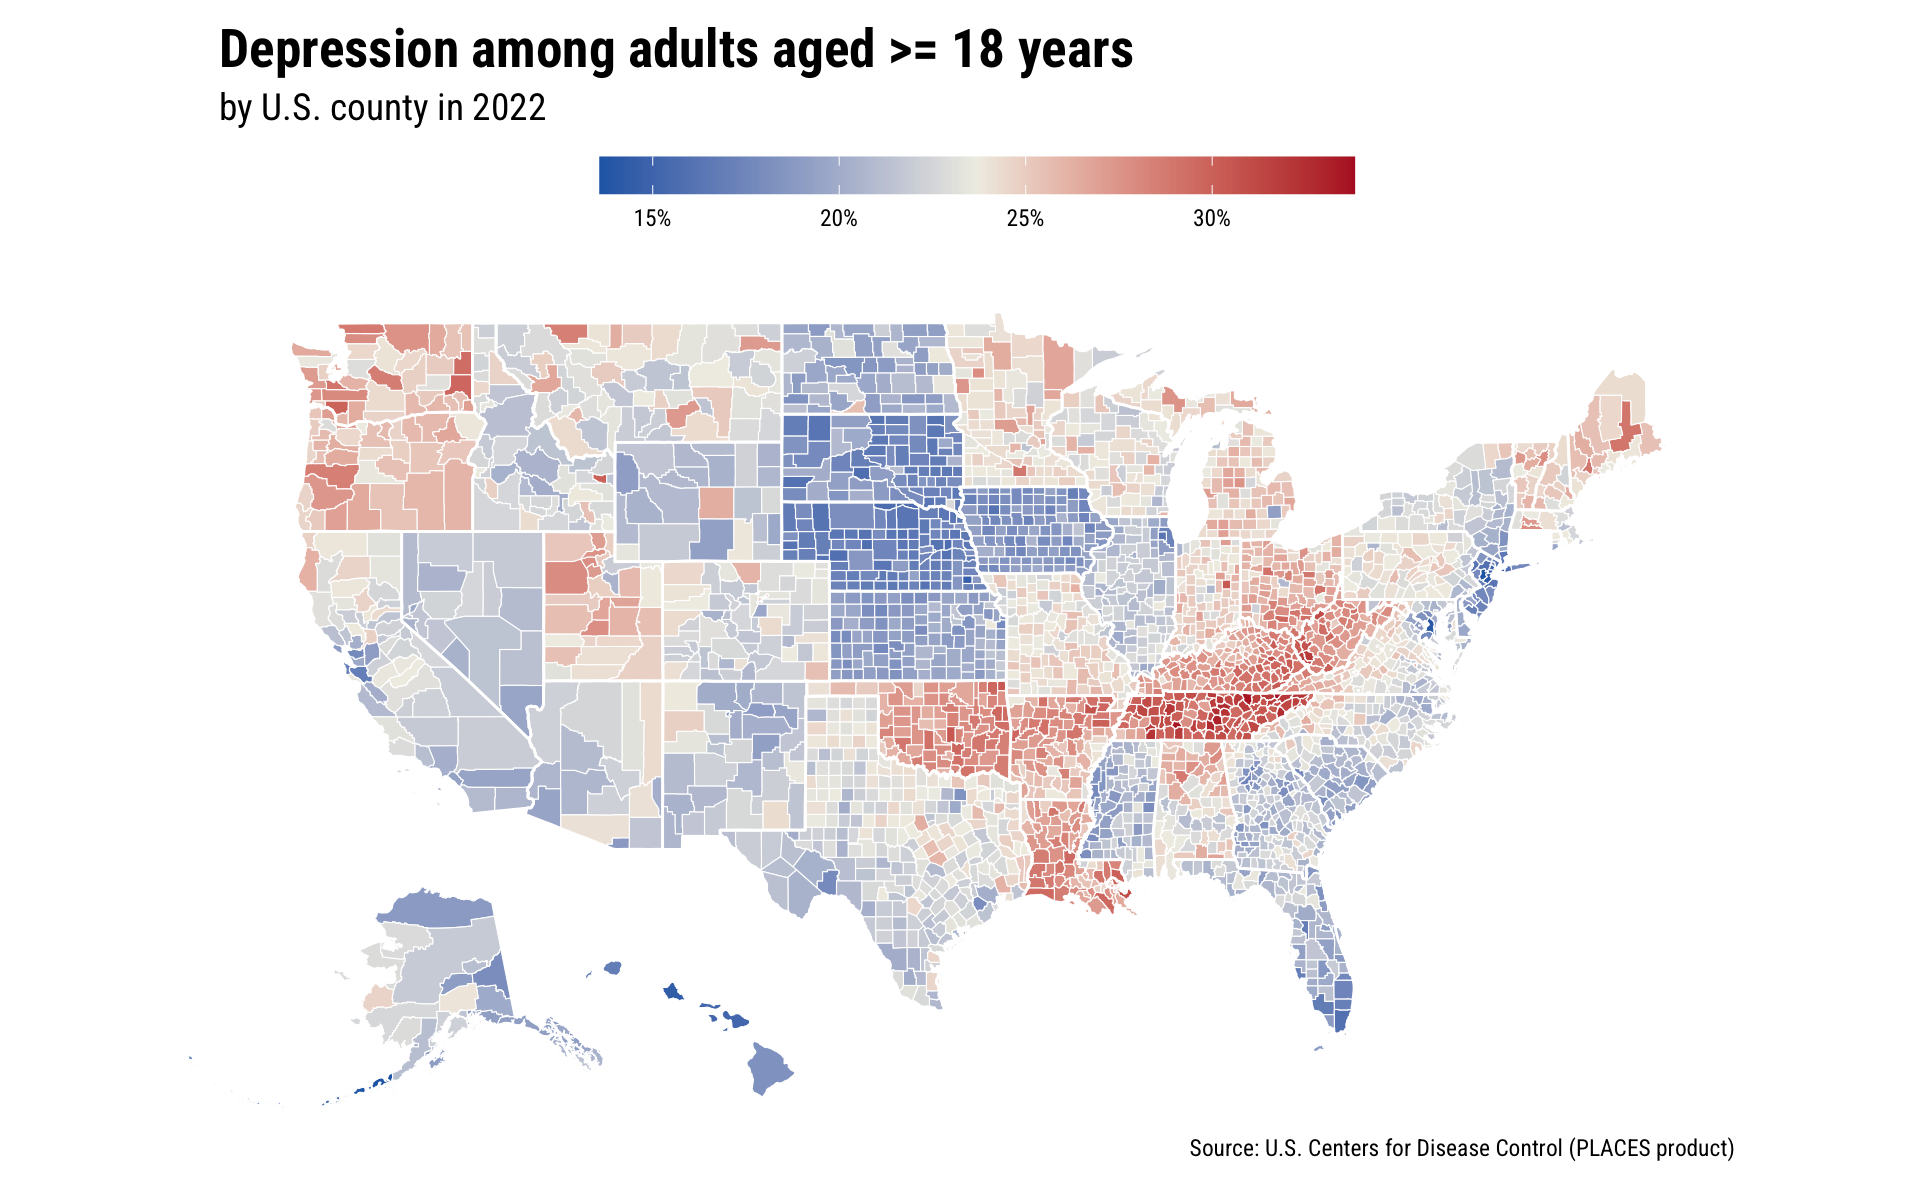 Depression among adults aged >= 18 years
by U.S. county in 2022
15% 20% 25% 30%
Source: U.S. Centers for Disease Control (PLACES product)